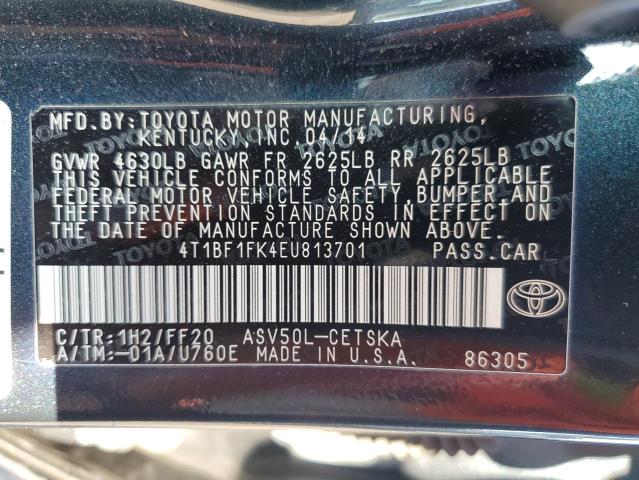 MFD.BY:TOYOTA MOTOR MANUFACTURING,
KENTUCKY, INC. 04/14
GVWR 4630LB GAWR FR 2625LB RR 2625LB
THIS VEHICLE CONFORMS TO ALL APPLICABLE
FEDERAL MOTOR VEHICLE SAFETY,BUMPER,AND
THEFT PREVENTION STANDARDS IN EFFECT ON
THE DATE OF MANUFACTURE SHOWN ABOVE.
4T1BF1FK4EU813701 PASS.CAR
C/TR:1H2/FF20 ASV50L-CETSKA
A/TM:-01A/U760E MADE IN U.S.A. 86305